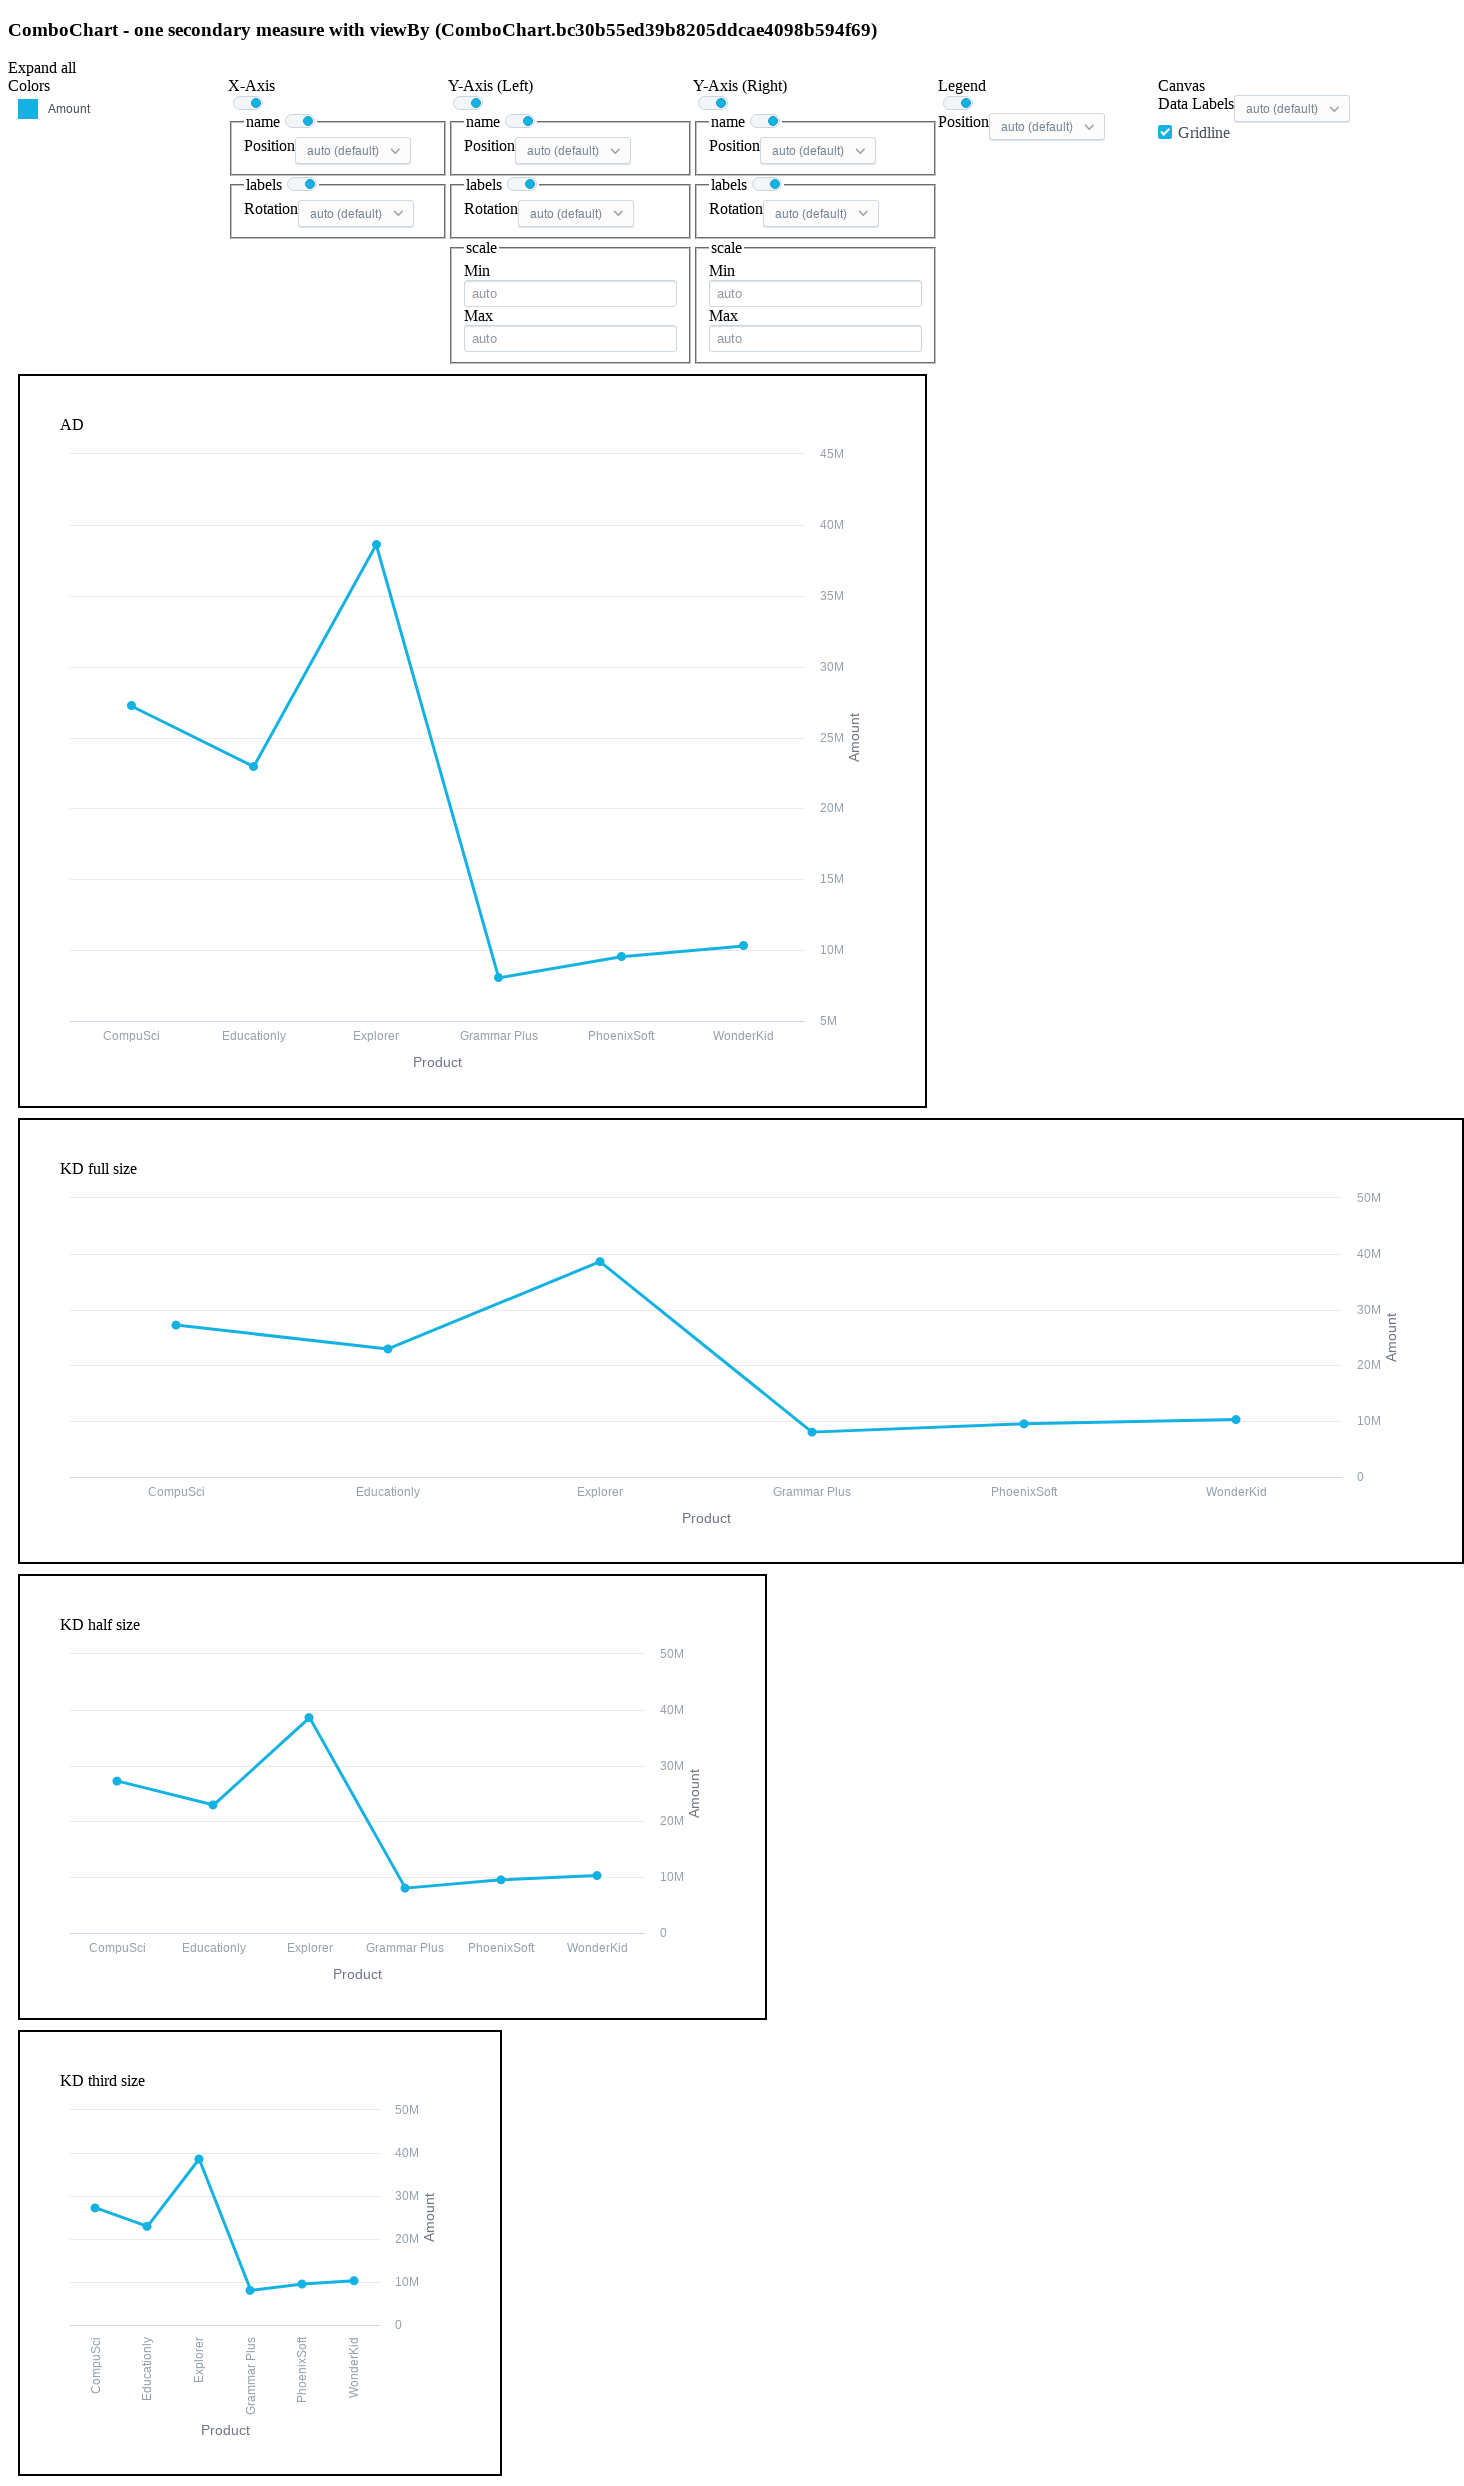 ComboChart - one secondary measure with viewBy (ComboChart.bc30b55ed39b8205ddcae4098b594f69)
Expand all
Colors
Amount
X-Axis
name
Position auto (default)
labels
Rotation auto (default)
Y-Axis (Left)
name
Position auto (default)
labels
Rotation auto (default)
scale
Min
auto
Max
auto
Y-Axis (Right)
name
Position auto (default)
labels
Rotation auto (default)
scale
Min
auto
Max
auto
Legend
Position auto (default)
Canvas
Data Labels auto (default)
Gridline
AD
45M
40M
35M
30M
25M
20M
15M
10M
5M
Amount
CompuSci Educationly Explorer Grammar Plus PhoenixSoft WonderKid
Product
KD full size
50M
40M
30M
20M
10M
0
Amount
CompuSci Educationly Explorer Grammar Plus PhoenixSoft WonderKid
Product
KD half size
50M
40M
30M
20M
10M
0
Amount
CompuSci Educationly Explorer Grammar Plus PhoenixSoft WonderKid
Product
KD third size
50M
40M
30M
20M
10M
0
Amount
CompuSci
Educationly
Explorer
Grammar Plus
PhoenixSoft
WonderKid
Product